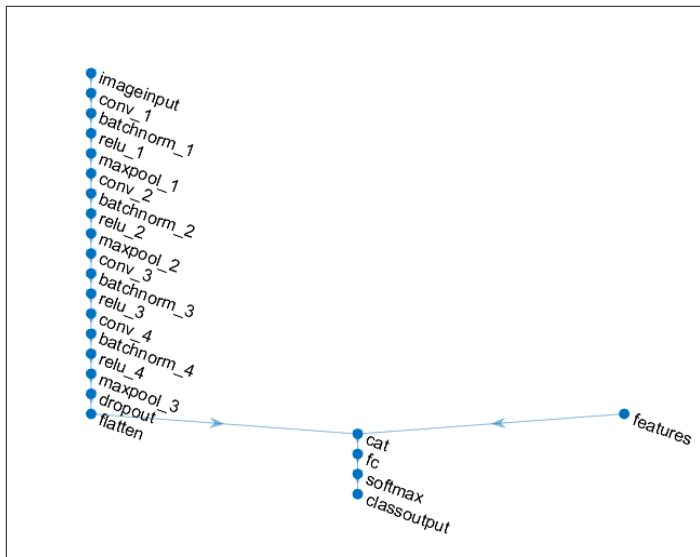 imageinput
conv_1
batchnorm_1
relu_1
maxpool_1
conv_2
batchnorm_2
relu_2
maxpool_2
conv_3
batchnorm_3
relu_3
conv_4
batchnorm_4
relu_4
maxpool_3
dropout
flatten
features
cat
fc
softmax
classoutput